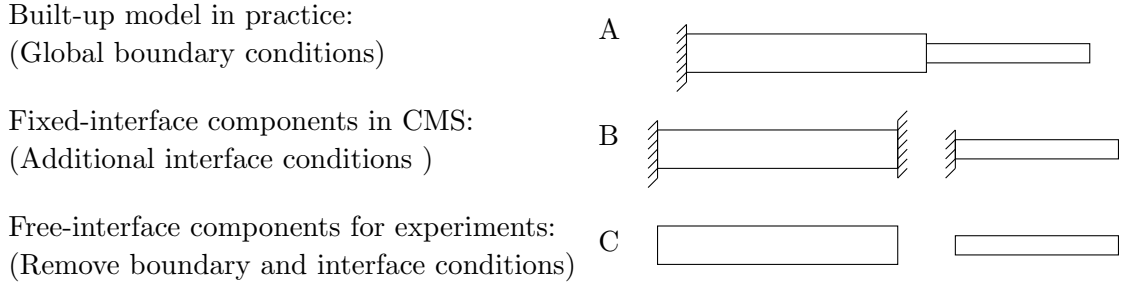 Built-up model in practice:
(Global boundary conditions)
A
Fixed-interface components in CMS:
(Additional interface conditions )
B
Free-interface components for experiments:
(Remove boundary and interface conditions)
C